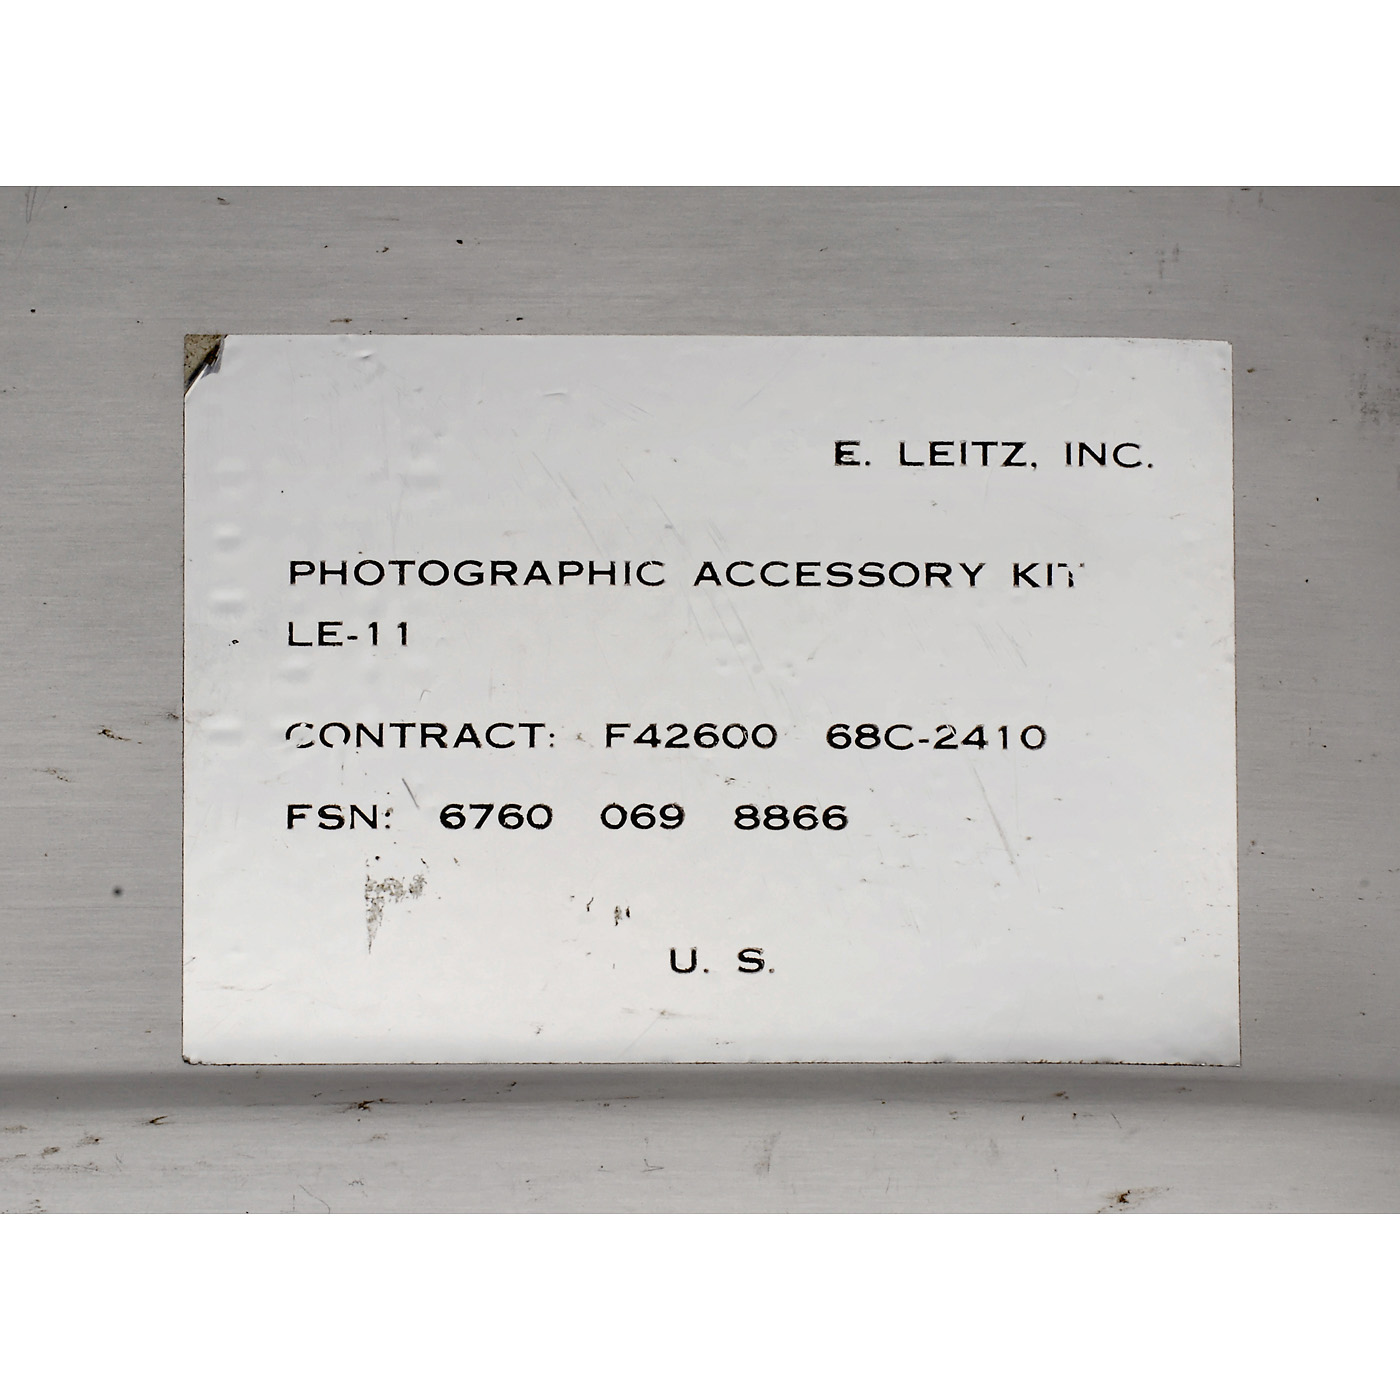 E. LEITZ, INC.
PHOTOGRAPHIC ACCESSORY KIT
LE-11
CONTRACT: F42600 68C-2410
FSN: 6760 069 8866
U. S.